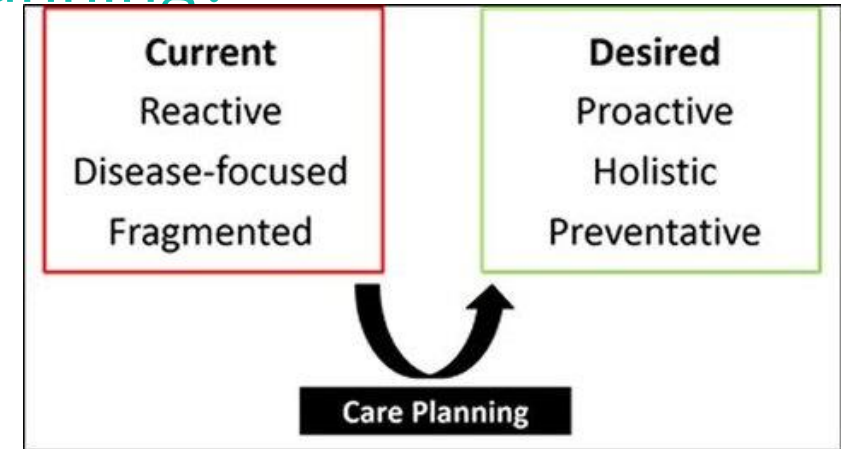 Current
Reactive
Disease-focused
Fragmented
Desired
Proactive
Holistic
Preventative
Care Planning